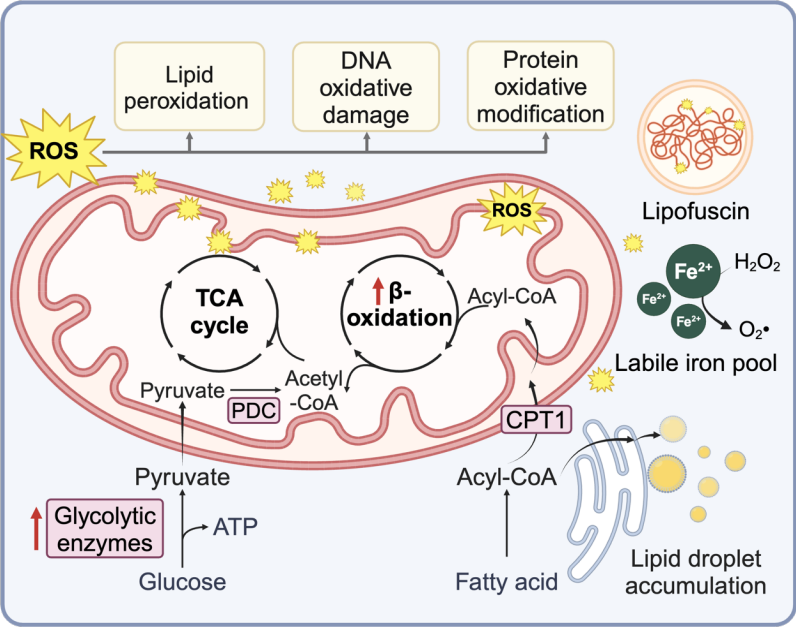 Lipid
peroxidation
DNA
oxidative
damage
Protein
oxidative
modification
ROS
ROS
Lipofuscin
Fe²⁺
Fe²⁺
Fe²⁺
H₂O₂
O₂•
Labile iron pool
TCA
cycle
β-
oxidation
Acyl-CoA
Pyruvate
PDC
Acetyl
-CoA
CPT1
Pyruvate
Acyl-CoA
Glycolytic
enzymes
ATP
Glucose
Fatty acid
Lipid droplet
accumulation